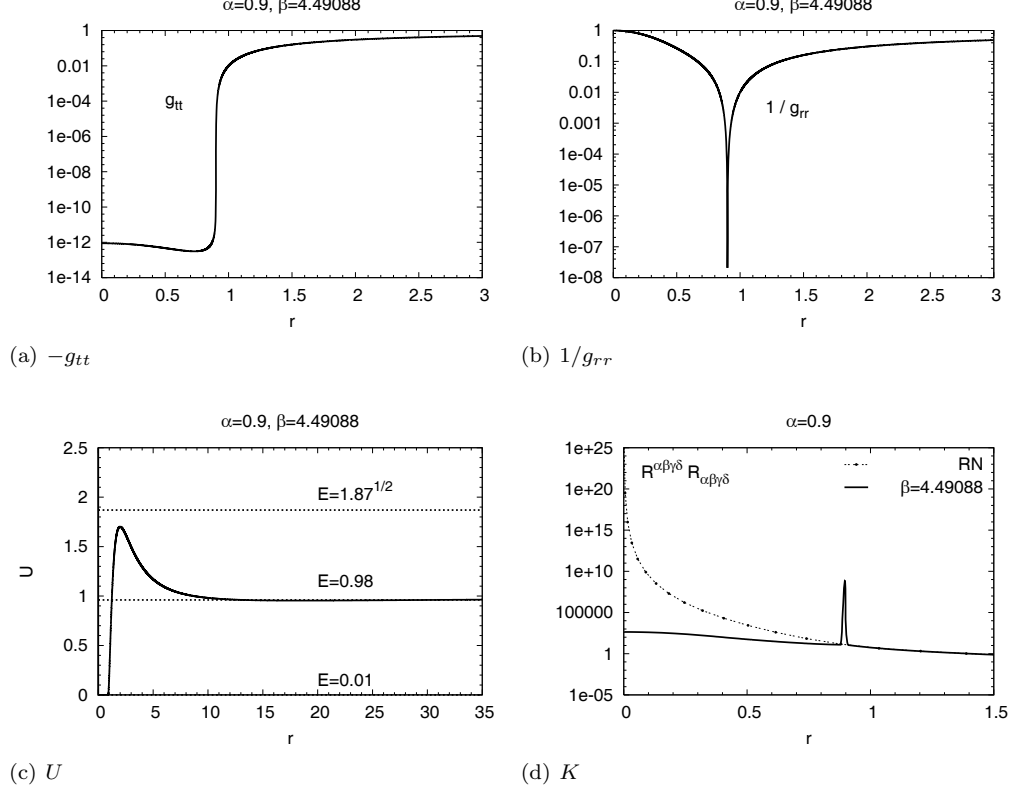 α=0.9, β=4.49088
1
0.01
1e-04
1e-06
1e-08
1e-10
1e-12
1e-14
g_tt
0 0.5 1 1.5 2 2.5 3
r
(a) −g_tt
α=0.9, β=4.49088
1
0.1
0.01
0.001
1e-04
1e-05
1e-06
1e-07
1e-08
1 / g_rr
0 0.5 1 1.5 2 2.5 3
r
(b) 1/g_rr
α=0.9, β=4.49088
2.5
2
1.5
1
0.5
0
U
E=1.87^1/2
E=0.98
E=0.01
0 5 10 15 20 25 30 35
r
(c) U
α=0.9
1e+25
1e+20
1e+15
1e+10
100000
1
1e-05
R^αβγδ R_αβγδ
RN
β=4.49088
0 0.5 1 1.5
r
(d) K